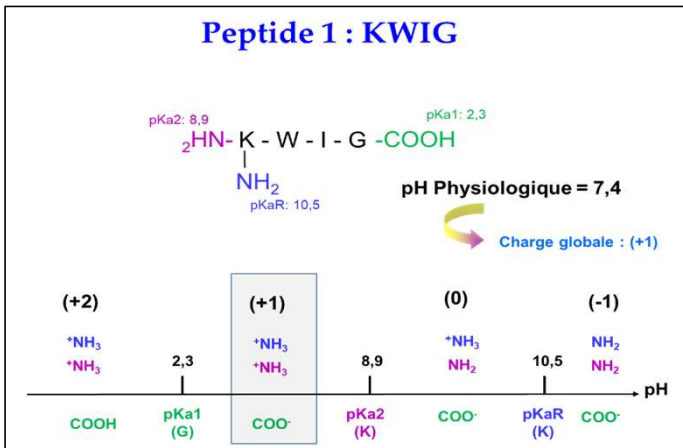 Peptide 1 : KWIG
pKa2: 8,9
pKa1: 2,3
₂HN- K - W - I - G -COOH
NH₂
pKaR: 10,5
pH Physiologique = 7,4
Charge globale : (+1)
(+2) (+1) (0) (-1)
⁺NH₃ ⁺NH₃ ⁺NH₃ NH₂
⁺NH₃ 2,3 ⁺NH₃ 8,9 NH₂ 10,5 NH₂
pH
COOH pKa1 COO⁻ pKa2 COO⁻ pKaR COO⁻
(G) (K) (K)